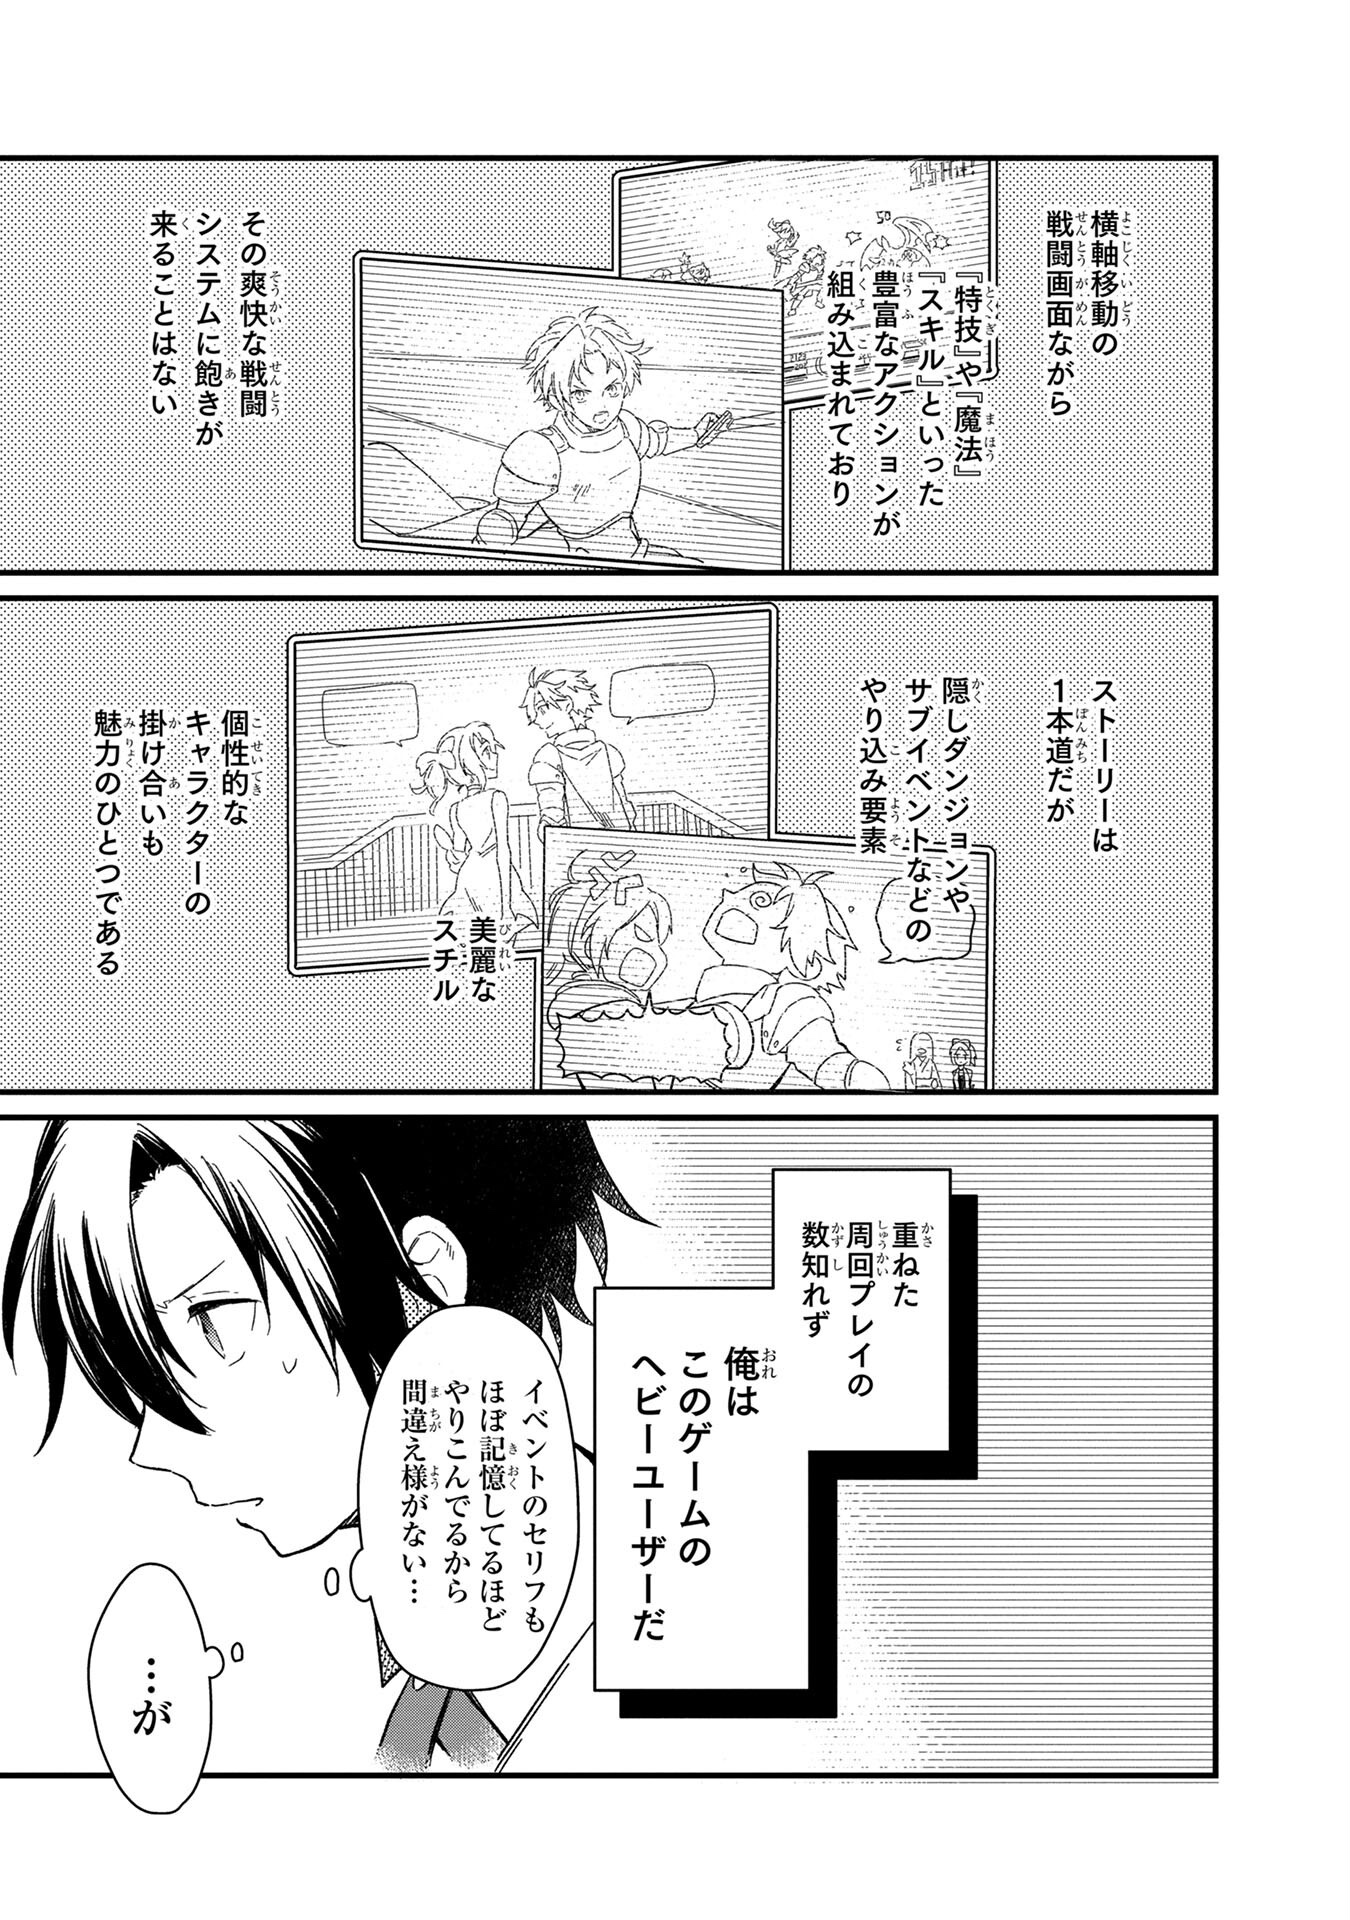 横軸移動の
戦闘画面ながら
『特技』や『魔法』
『スキル』といった
豊富なアクションが
組み込まれており
その爽快な戦闘
システムに飽きが
来ることはない
15Hit!
50
ストーリーは
1本道だが
隠しダンジョンや
サブイベントなどの
やり込み要素
美麗な
スチル
個性的な
キャラクターの
掛け合いも
魅力のひとつである
重ねた
周回プレイの
数知れず
俺は
このゲームの
ヘビーユーザーだ
イベントのセリフも
ほぼ記憶してるほど
やりこんでるから
間違え様がない…
…が